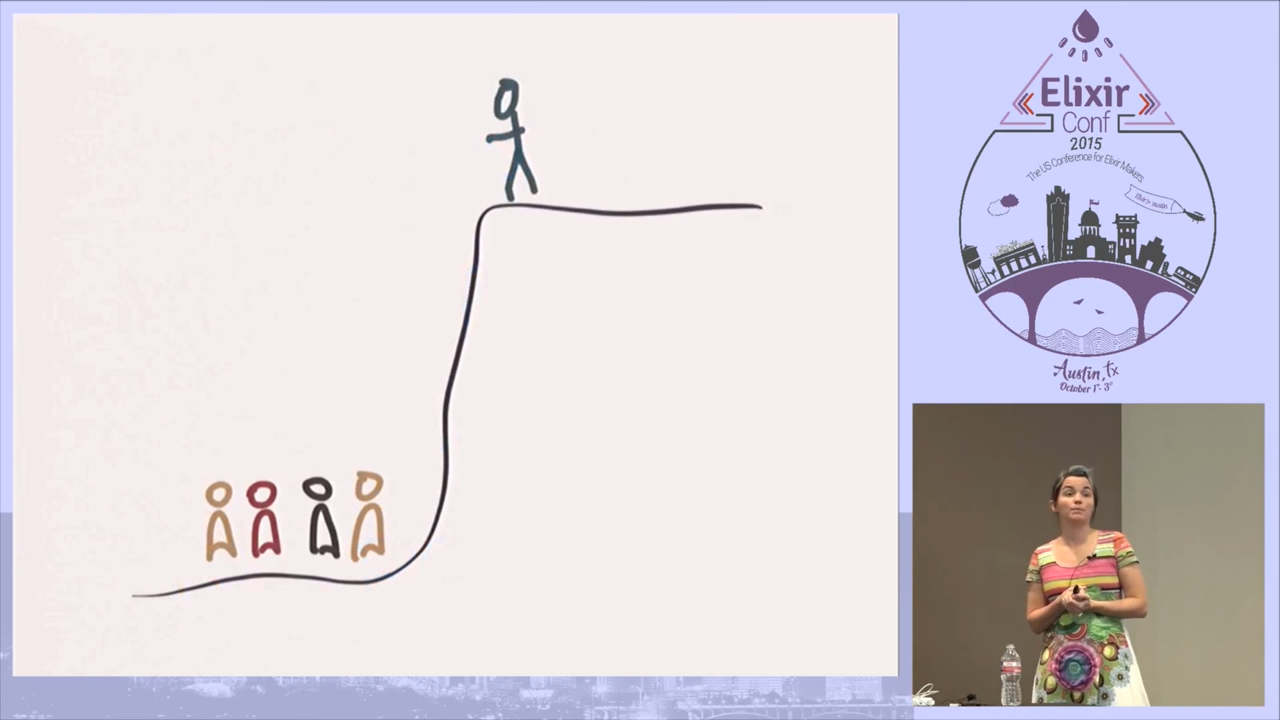 Elixir
Conf
2015
The US Conference for Elixir Makers
Austin, TX
October 1st - 3rd